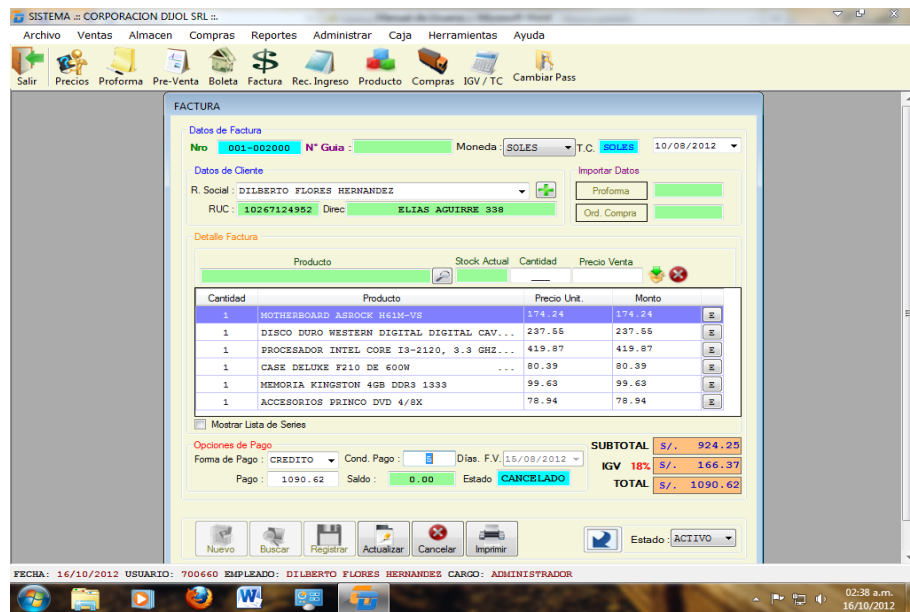 SISTEMA .:: CORPORACION DIJOL SRL ::.
Archivo Ventas Almacen Compras Reportes Administrar Caja Herramientas Ayuda
Salir Precios Proforma Pre-Venta Boleta Factura Rec. Ingreso Producto Compras IGV / TC Cambiar Pass
FACTURA
Datos de Factura
Nro 001-002000 N° Guia : Moneda : SOLES T.C. SOLES 10/08/2012
Datos de Cliente Importar Datos
R. Social : DILBERTO FLORES HERNANDEZ Proforma
RUC : 10267124952 Direc ELIAS AGUIRRE 338 Ord. Compra
Detalle Factura
Producto Stock Actual Cantidad Precio Venta
Cantidad Producto Precio Unit. Monto
1 MOTHERBOARD ASROCK H61M-VS 174.24 174.24 E
1 DISCO DURO WESTERN DIGITAL DIGITAL CAV... 237.55 237.55 E
1 PROCESADOR INTEL CORE I3-2120, 3.3 GHZ... 419.87 419.87 E
1 CASE DELUXE F210 DE 600W ... 80.39 80.39 E
1 MEMORIA KINGSTON 4GB DDR3 1333 99.63 99.63 E
1 ACCESORIOS PRINCO DVD 4/8X 78.94 78.94 E
Mostrar Lista de Series
Opciones de Pago SUBTOTAL S/. 924.25
Forma de Pago : CREDITO Cond. Pago : 5 Días. F.V. 15/08/2012 IGV 18% S/. 166.37
Pago : 1090.62 Saldo : 0.00 Estado CANCELADO TOTAL S/. 1090.62
Nuevo Buscar Registrar Actualizar Cancelar Imprimir Estado : ACTIVO
FECHA: 16/10/2012 USUARIO: 700660 EMPLEADO: DILBERTO FLORES HERNANDEZ CARGO: ADMINISTRADOR
02:38 a.m.
16/10/2012